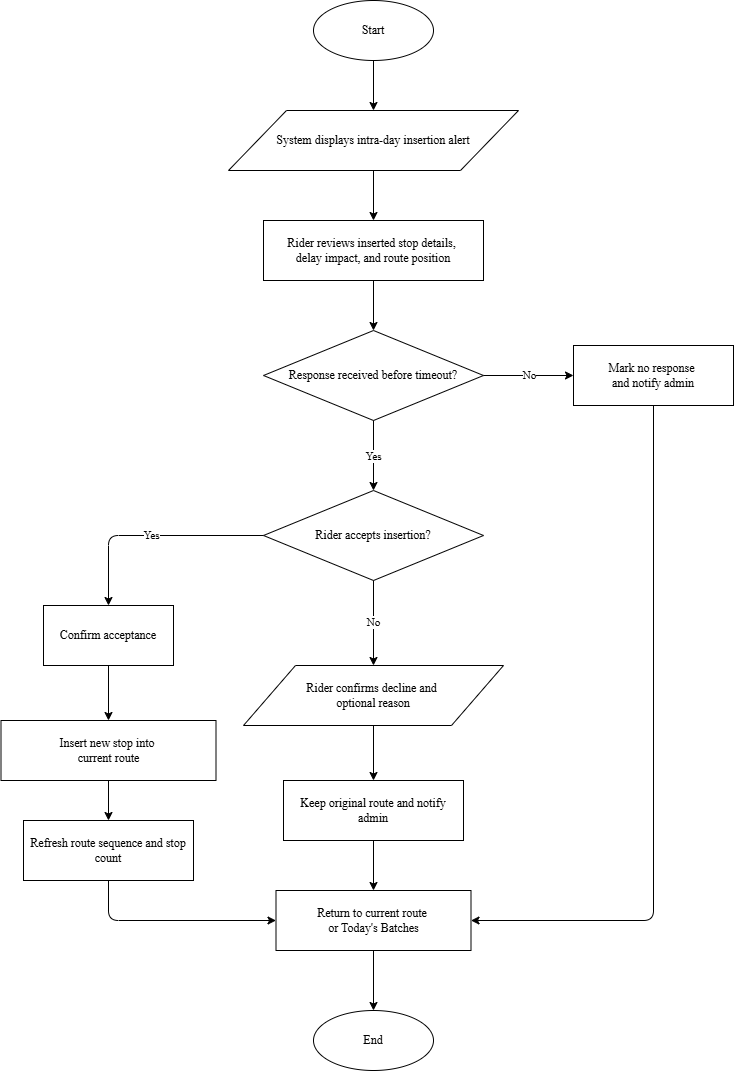 Start
System displays intra-day insertion alert
Rider reviews inserted stop details,
delay impact, and route position
Response received before timeout?
No
Mark no response
and notify admin
Yes
Rider accepts insertion?
Yes
No
Confirm acceptance
Rider confirms decline and
optional reason
Insert new stop into
current route
Keep original route and notify
admin
Refresh route sequence and stop
count
Return to current route
or Today's Batches
End